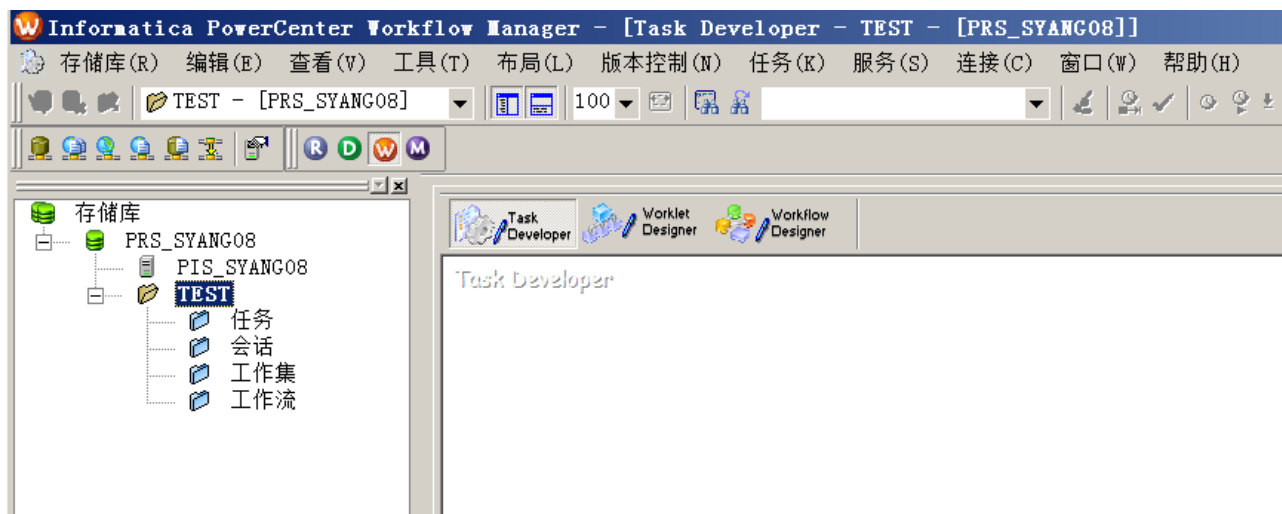 Informatica PowerCenter Workflow Manager - [Task Developer - TEST - [PRS_SYANG08]]
存储库(R) 编辑(E) 查看(V) 工具(T) 布局(L) 版本控制(N) 任务(K) 服务(S) 连接(C) 窗口(W) 帮助(H)
TEST - [PRS_SYANG08] 100
R D W M
存储库
PRS_SYANG08
PIS_SYANG08
TEST
任务
会话
工作集
工作流
Task Developer
Worklet Designer
Workflow Designer
Task Developer